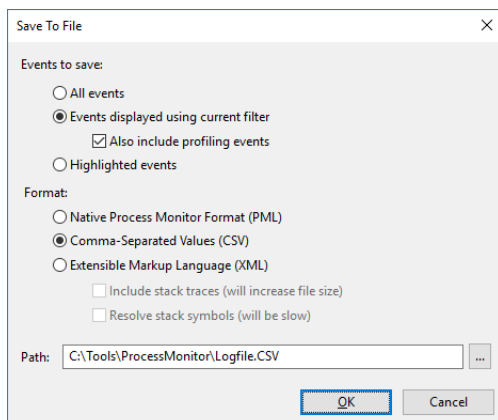 Save To File
Events to save:
All events
Events displayed using current filter
Also include profiling events
Highlighted events
Format:
Native Process Monitor Format (PML)
Comma-Separated Values (CSV)
Extensible Markup Language (XML)
Include stack traces (will increase file size)
Resolve stack symbols (will be slow)
Path: C:\Tools\ProcessMonitor\Logfile.CSV ...
OK Cancel